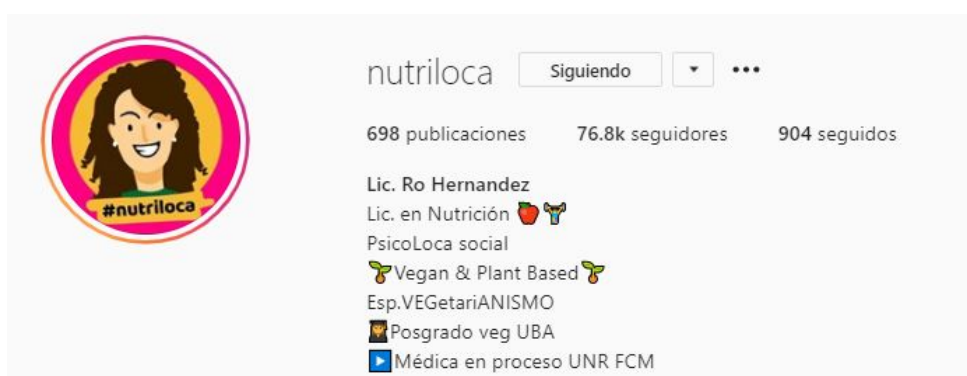 nutriloca Siguiendo
698 publicaciones 76.8k seguidores 904 seguidos
#nutriloca
Lic. Ro Hernandez
Lic. en Nutrición 🍎🏋️‍♀️
PsicoLoca social
🌱Vegan & Plant Based🌱
Esp.VEGetariANISMO
👩🏾‍🎓Posgrado veg UBA
▶️Médica en proceso UNR FCM